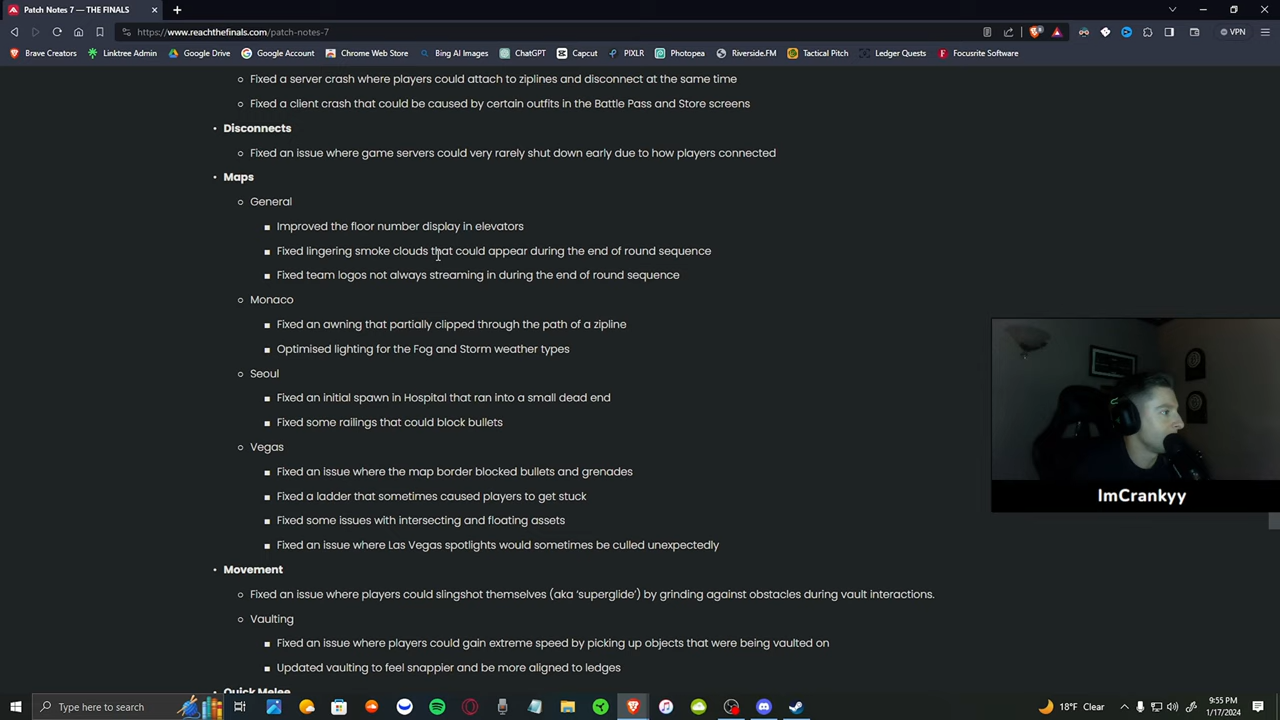 Patch Notes 7 — THE FINALS
https://www.reachthefinals.com/patch-notes-7
VPN
Brave Creators
Linktree Admin
Google Drive
Google Account
Chrome Web Store
Bing AI Images
ChatGPT
Capcut
PIXLR
Photopea
Riverside.FM
Tactical Pitch
Ledger Quests
Focusrite Software
Fixed a server crash where players could attach to ziplines and disconnect at the same time
Fixed a client crash that could be caused by certain outfits in the Battle Pass and Store screens
Disconnects
Fixed an issue where game servers could very rarely shut down early due to how players connected
Maps
General
Improved the floor number display in elevators
Fixed lingering smoke clouds that could appear during the end of round sequence
Fixed team logos not always streaming in during the end of round sequence
Monaco
Fixed an awning that partially clipped through the path of a zipline
Optimised lighting for the Fog and Storm weather types
Seoul
Fixed an initial spawn in Hospital that ran into a small dead end
Fixed some railings that could block bullets
Vegas
Fixed an issue where the map border blocked bullets and grenades
Fixed a ladder that sometimes caused players to get stuck
Fixed some issues with intersecting and floating assets
Fixed an issue where Las Vegas spotlights would sometimes be culled unexpectedly
Movement
Fixed an issue where players could slingshot themselves (aka ‘superglide’) by grinding against obstacles during vault interactions.
Vaulting
Fixed an issue where players could gain extreme speed by picking up objects that were being vaulted on
Updated vaulting to feel snappier and be more aligned to ledges
Quick Melee
ImCrankyy
Type here to search
18°F Clear
9:55 PM
1/17/2024